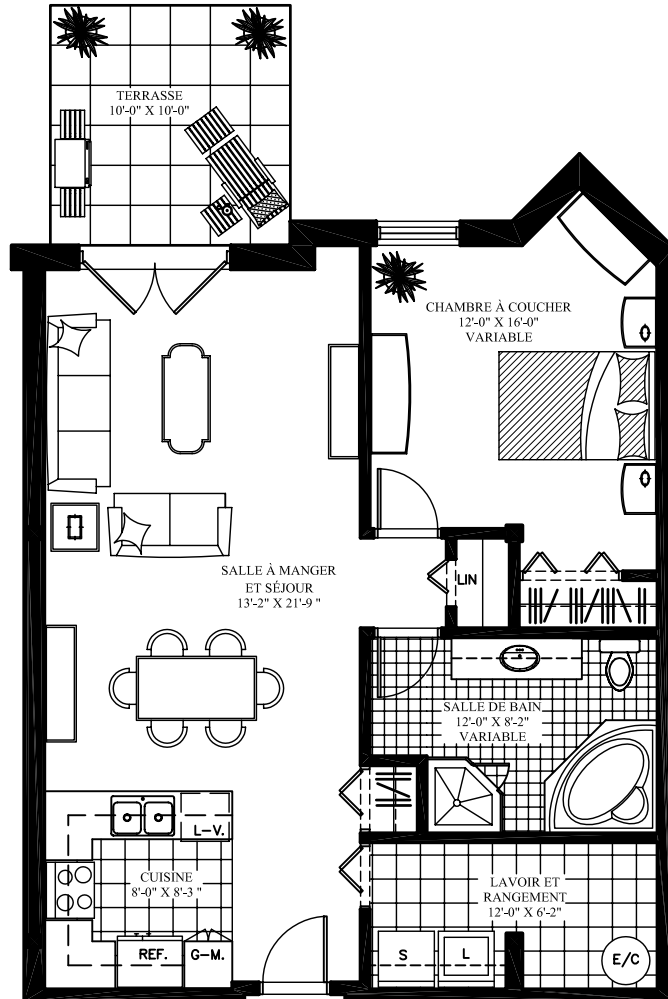 TERRASSE
10'-0" X 10'-0"
CHAMBRE À COUCHER
12'-0" X 16'-0"
VARIABLE
SALLE À MANGER
ET SÉJOUR
13'-2" X 21'-9 "
LIN
SALLE DE BAIN
12'-0" X 8'-2"
VARIABLE
L-V.
CUISINE
8'-0" X 8'-3 "
LAVOIR ET
RANGEMENT
12'-0" X 6'-2"
REF.
G-M.
S
L
E/C